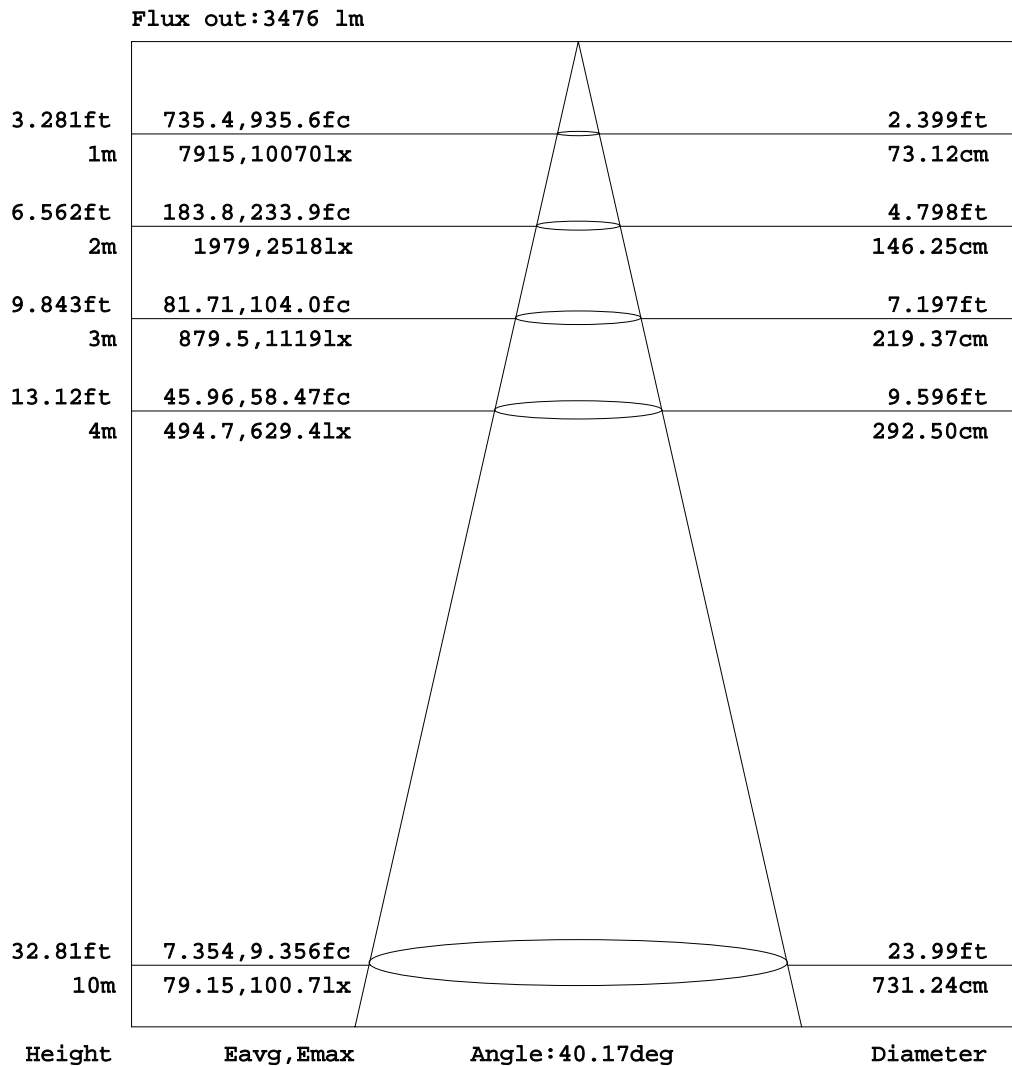 Flux out:3476 lm
3.281ft 735.4,935.6fc 2.399ft
1m 7915,10070lx 73.12cm
6.562ft 183.8,233.9fc 4.798ft
2m 1979,2518lx 146.25cm
9.843ft 81.71,104.0fc 7.197ft
3m 879.5,1119lx 219.37cm
13.12ft 45.96,58.47fc 9.596ft
4m 494.7,629.4lx 292.50cm
32.81ft 7.354,9.356fc 23.99ft
10m 79.15,100.7lx 731.24cm
Height Eavg,Emax Angle:40.17deg Diameter